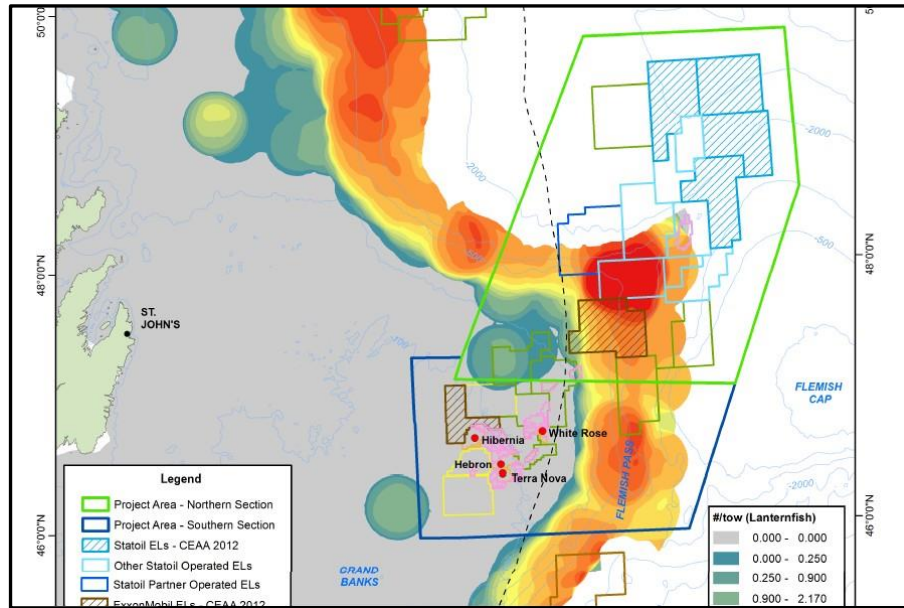 50°0'0"N
-2000
-2000
-500
48°0'0"N
48°0'0"N
ST.
JOHN'S
-100
FLEMISH
CAP
White Rose
Hibernia
Hebron
Terra Nova
FLEMISH PASS
-2000
46°0'0"N
46°0'0"N
GRAND
BANKS
Legend
Project Area - Northern Section
Project Area - Southern Section
Statoil ELs - CEAA 2012
Other Statoil Operated ELs
Statoil Partner Operated ELs
ExxonMobil ELs - CEAA 2012
#/tow (Lanternfish)
0.000 - 0.000
0.000 - 0.250
0.250 - 0.900
0.900 - 2.170